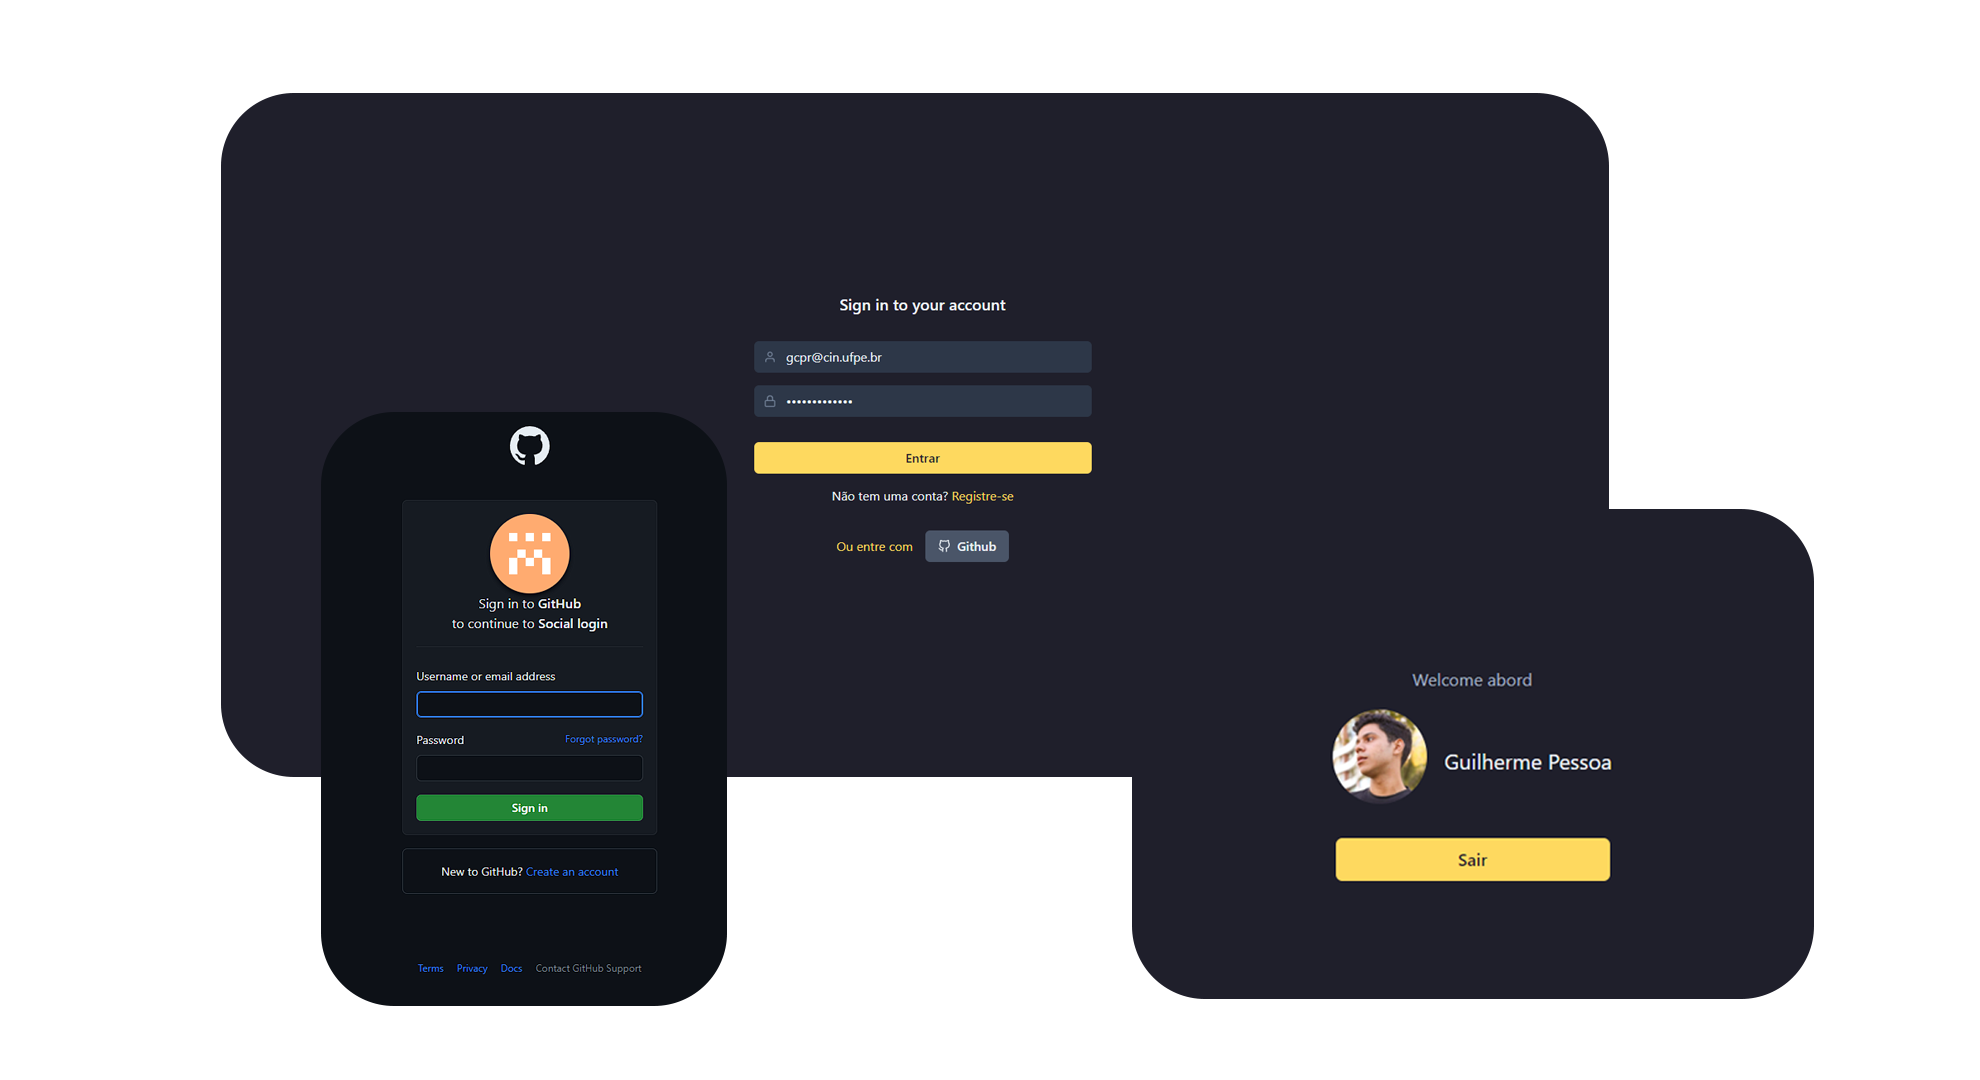 Sign in to your account
gcpr@cin.ufpe.br
•••••••••••••
Entrar
Não tem uma conta? Registre-se
Ou entre com Github
Sign in to GitHub
to continue to Social login
Username or email address
Password Forgot password?
Sign in
New to GitHub? Create an account
Terms Privacy Docs Contact GitHub Support
Welcome abord
Guilherme Pessoa
Sair